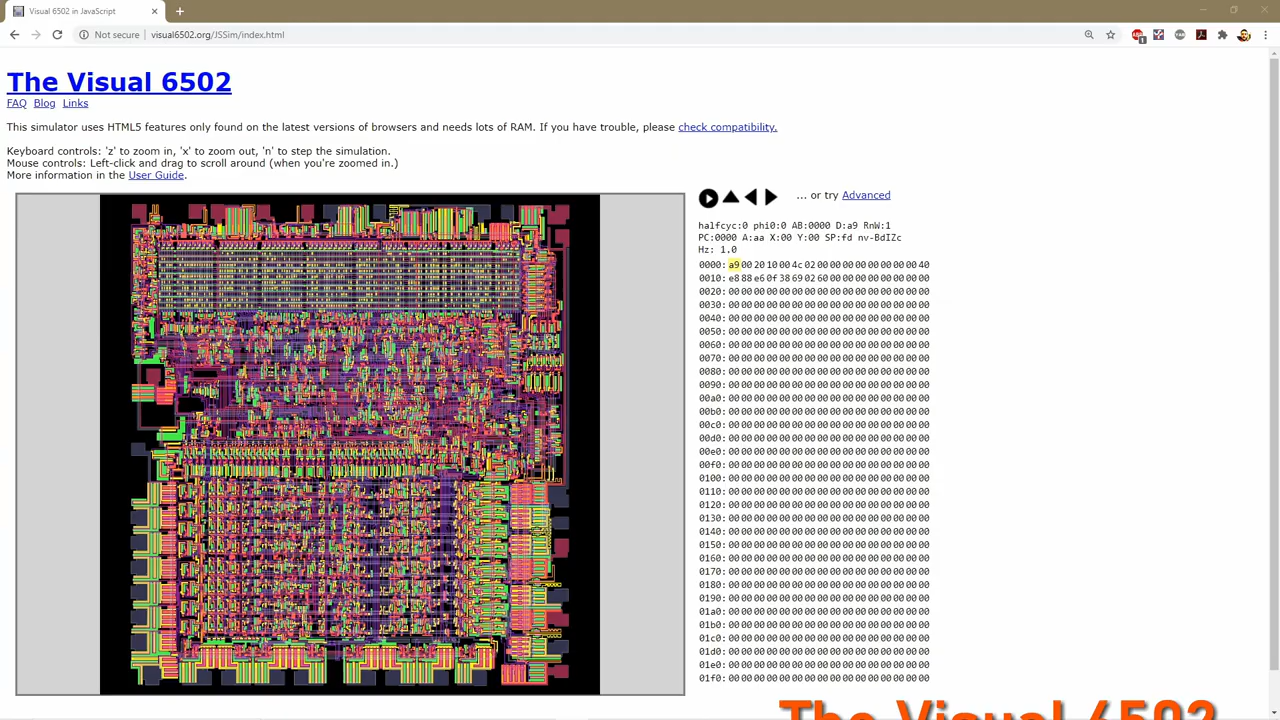 Visual 6502 in JavaScript
Not secure visual6502.org/JSSim/index.html
The Visual 6502
FAQ Blog Links
This simulator uses HTML5 features only found on the latest versions of browsers and needs lots of RAM. If you have trouble, please check compatibility.
Keyboard controls: 'z' to zoom in, 'x' to zoom out, 'n' to step the simulation.
Mouse controls: Left-click and drag to scroll around (when you're zoomed in.)
More information in the User Guide.
... or try Advanced
halfcyc:0 phi0:0 AB:0000 D:a9 RnW:1
PC:0000 A:aa X:00 Y:00 SP:fd nv-BdIZc
Hz: 1.0
0000: a9 00 20 10 00 4c 02 00 00 00 00 00 00 00 00 40
0010: e8 88 e6 0f 38 69 02 60 00 00 00 00 00 00 00 00
0020: 00 00 00 00 00 00 00 00 00 00 00 00 00 00 00 00
0030: 00 00 00 00 00 00 00 00 00 00 00 00 00 00 00 00
0040: 00 00 00 00 00 00 00 00 00 00 00 00 00 00 00 00
0050: 00 00 00 00 00 00 00 00 00 00 00 00 00 00 00 00
0060: 00 00 00 00 00 00 00 00 00 00 00 00 00 00 00 00
0070: 00 00 00 00 00 00 00 00 00 00 00 00 00 00 00 00
0080: 00 00 00 00 00 00 00 00 00 00 00 00 00 00 00 00
0090: 00 00 00 00 00 00 00 00 00 00 00 00 00 00 00 00
00a0: 00 00 00 00 00 00 00 00 00 00 00 00 00 00 00 00
00b0: 00 00 00 00 00 00 00 00 00 00 00 00 00 00 00 00
00c0: 00 00 00 00 00 00 00 00 00 00 00 00 00 00 00 00
00d0: 00 00 00 00 00 00 00 00 00 00 00 00 00 00 00 00
00e0: 00 00 00 00 00 00 00 00 00 00 00 00 00 00 00 00
00f0: 00 00 00 00 00 00 00 00 00 00 00 00 00 00 00 00
0100: 00 00 00 00 00 00 00 00 00 00 00 00 00 00 00 00
0110: 00 00 00 00 00 00 00 00 00 00 00 00 00 00 00 00
0120: 00 00 00 00 00 00 00 00 00 00 00 00 00 00 00 00
0130: 00 00 00 00 00 00 00 00 00 00 00 00 00 00 00 00
0140: 00 00 00 00 00 00 00 00 00 00 00 00 00 00 00 00
0150: 00 00 00 00 00 00 00 00 00 00 00 00 00 00 00 00
0160: 00 00 00 00 00 00 00 00 00 00 00 00 00 00 00 00
0170: 00 00 00 00 00 00 00 00 00 00 00 00 00 00 00 00
0180: 00 00 00 00 00 00 00 00 00 00 00 00 00 00 00 00
0190: 00 00 00 00 00 00 00 00 00 00 00 00 00 00 00 00
01a0: 00 00 00 00 00 00 00 00 00 00 00 00 00 00 00 00
01b0: 00 00 00 00 00 00 00 00 00 00 00 00 00 00 00 00
01c0: 00 00 00 00 00 00 00 00 00 00 00 00 00 00 00 00
01d0: 00 00 00 00 00 00 00 00 00 00 00 00 00 00 00 00
01e0: 00 00 00 00 00 00 00 00 00 00 00 00 00 00 00 00
01f0: 00 00 00 00 00 00 00 00 00 00 00 00 00 00 00 00
The Visual 6502